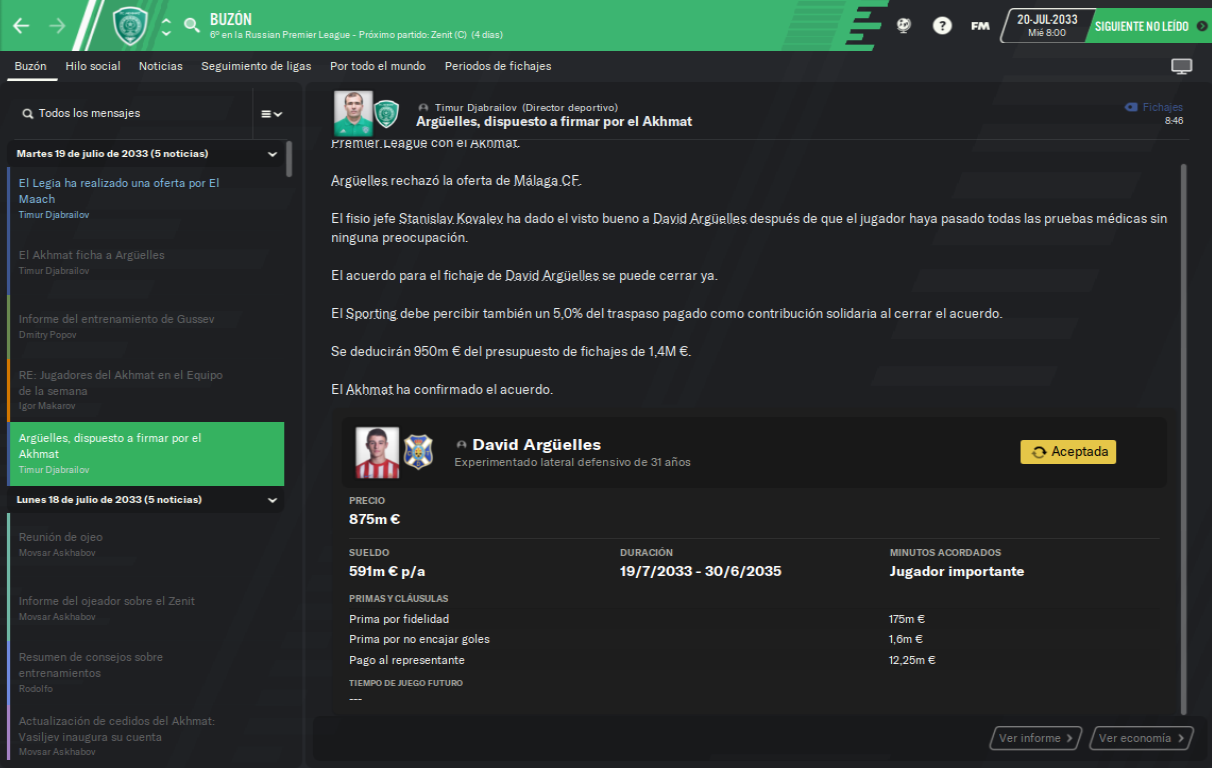 BUZÓN
6º en la Russian Premier League - Próximo partido: Zenit (C) (4 días)
?
FM
20-JUL-2033
Mié 8:00
SIGUIENTE NO LEÍDO
Buzón Hilo social Noticias Seguimiento de ligas Por todo el mundo Periodos de fichajes
Todos los mensajes
Martes 19 de julio de 2033 (5 noticias)
El Legia ha realizado una oferta por El
Maach
Timur Djabrailov
El Akhmat ficha a Argüelles
Timur Djabrailov
Informe del entrenamiento de Gussev
Dmitry Popov
RE: Jugadores del Akhmat en el Equipo
de la semana
Igor Makarov
Argüelles, dispuesto a firmar por el
Akhmat
Timur Djabrailov
Lunes 18 de julio de 2033 (5 noticias)
Reunión de ojeo
Movsar Askhabov
Informe del ojeador sobre el Zenit
Movsar Askhabov
Resumen de consejos sobre
entrenamientos
Rodolfo
Actualización de cedidos del Akhmat:
Vasiljev inaugura su cuenta
Movsar Askhabov
Timur Djabrailov (Director deportivo)
Argüelles, dispuesto a firmar por el Akhmat
Fichajes
8:46
Premier League con el Akhmat.
Argüelles rechazó la oferta de Málaga CF.
El fisio jefe Stanislav Kovalev ha dado el visto bueno a David Argüelles después de que el jugador haya pasado todas las pruebas médicas sin
ninguna preocupación.
El acuerdo para el fichaje de David Argüelles se puede cerrar ya.
El Sporting debe percibir también un 5,0% del traspaso pagado como contribución solidaria al cerrar el acuerdo.
Se deducirán 950m € del presupuesto de fichajes de 1,4M €.
El Akhmat ha confirmado el acuerdo.
David Argüelles
Experimentado lateral defensivo de 31 años
Aceptada
PRECIO
875m €
SUELDO DURACIÓN MINUTOS ACORDADOS
591m € p/a 19/7/2033 - 30/6/2035 Jugador importante
PRIMAS Y CLÁUSULAS
Prima por fidelidad 175m €
Prima por no encajar goles 1,6m €
Pago al representante 12,25m €
TIEMPO DE JUEGO FUTURO
---
Ver informe Ver economía